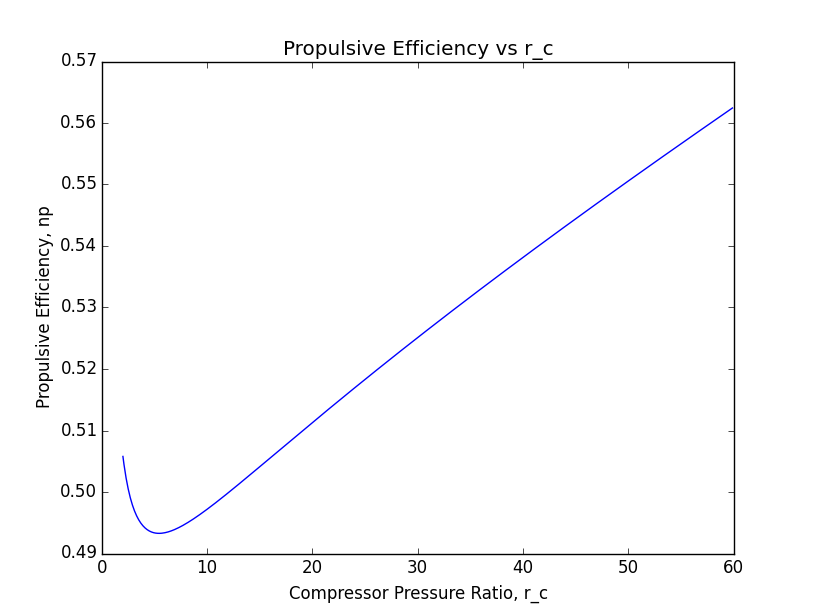 Propulsive Efficiency vs r_c
0.57
0.56
0.55
0.54
0.53
0.52
0.51
0.50
0.49
Propulsive Efficiency, np
0 10 20 30 40 50 60
Compressor Pressure Ratio, r_c